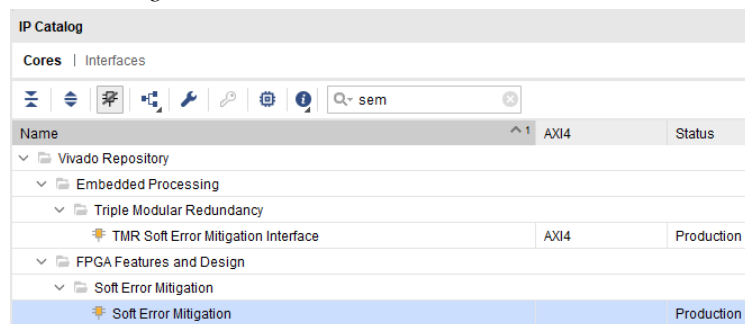 IP Catalog
Cores | Interfaces
sem
Name 1 AXI4 Status
Vivado Repository
Embedded Processing
Triple Modular Redundancy
TMR Soft Error Mitigation Interface AXI4 Production
FPGA Features and Design
Soft Error Mitigation
Soft Error Mitigation Production